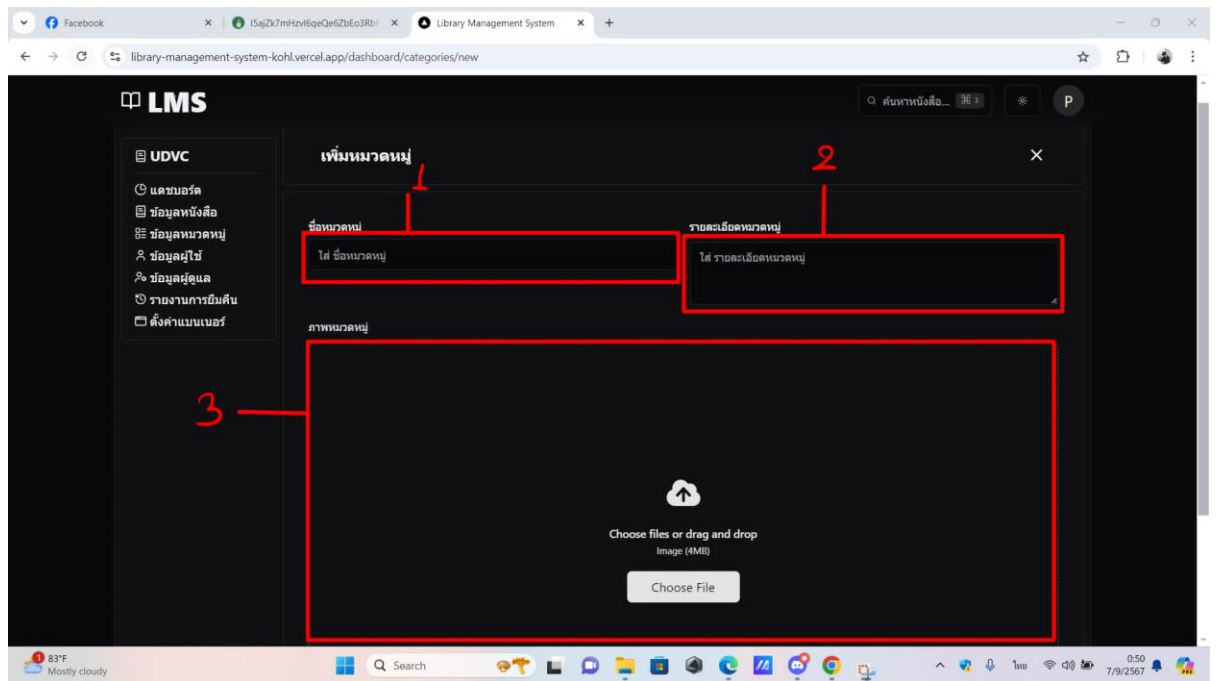 Facebook
I5ajZk7mHzvl6qeQe6ZbEo3Rbl
Library Management System
library-management-system-kohl.vercel.app/dashboard/categories/new
LMS
ค้นหาหนังสือ...
P
UDVC
เพิ่มหมวดหมู่
1
2
แดชบอร์ด
ข้อมูลหนังสือ
ข้อมูลหมวดหมู่
ข้อมูลผู้ใช้
ข้อมูลผู้ดูแล
รายงานการยืมคืน
ตั้งค่าแบนเนอร์
ชื่อหมวดหมู่
รายละเอียดหมวดหมู่
ใส่ ชื่อหมวดหมู่
ใส่ รายละเอียดหมวดหมู่
ภาพหมวดหมู่
3
Choose files or drag and drop
Image (4MB)
Choose File
1
83°F
Mostly cloudy
Search
ไทย
0:50
7/9/2567